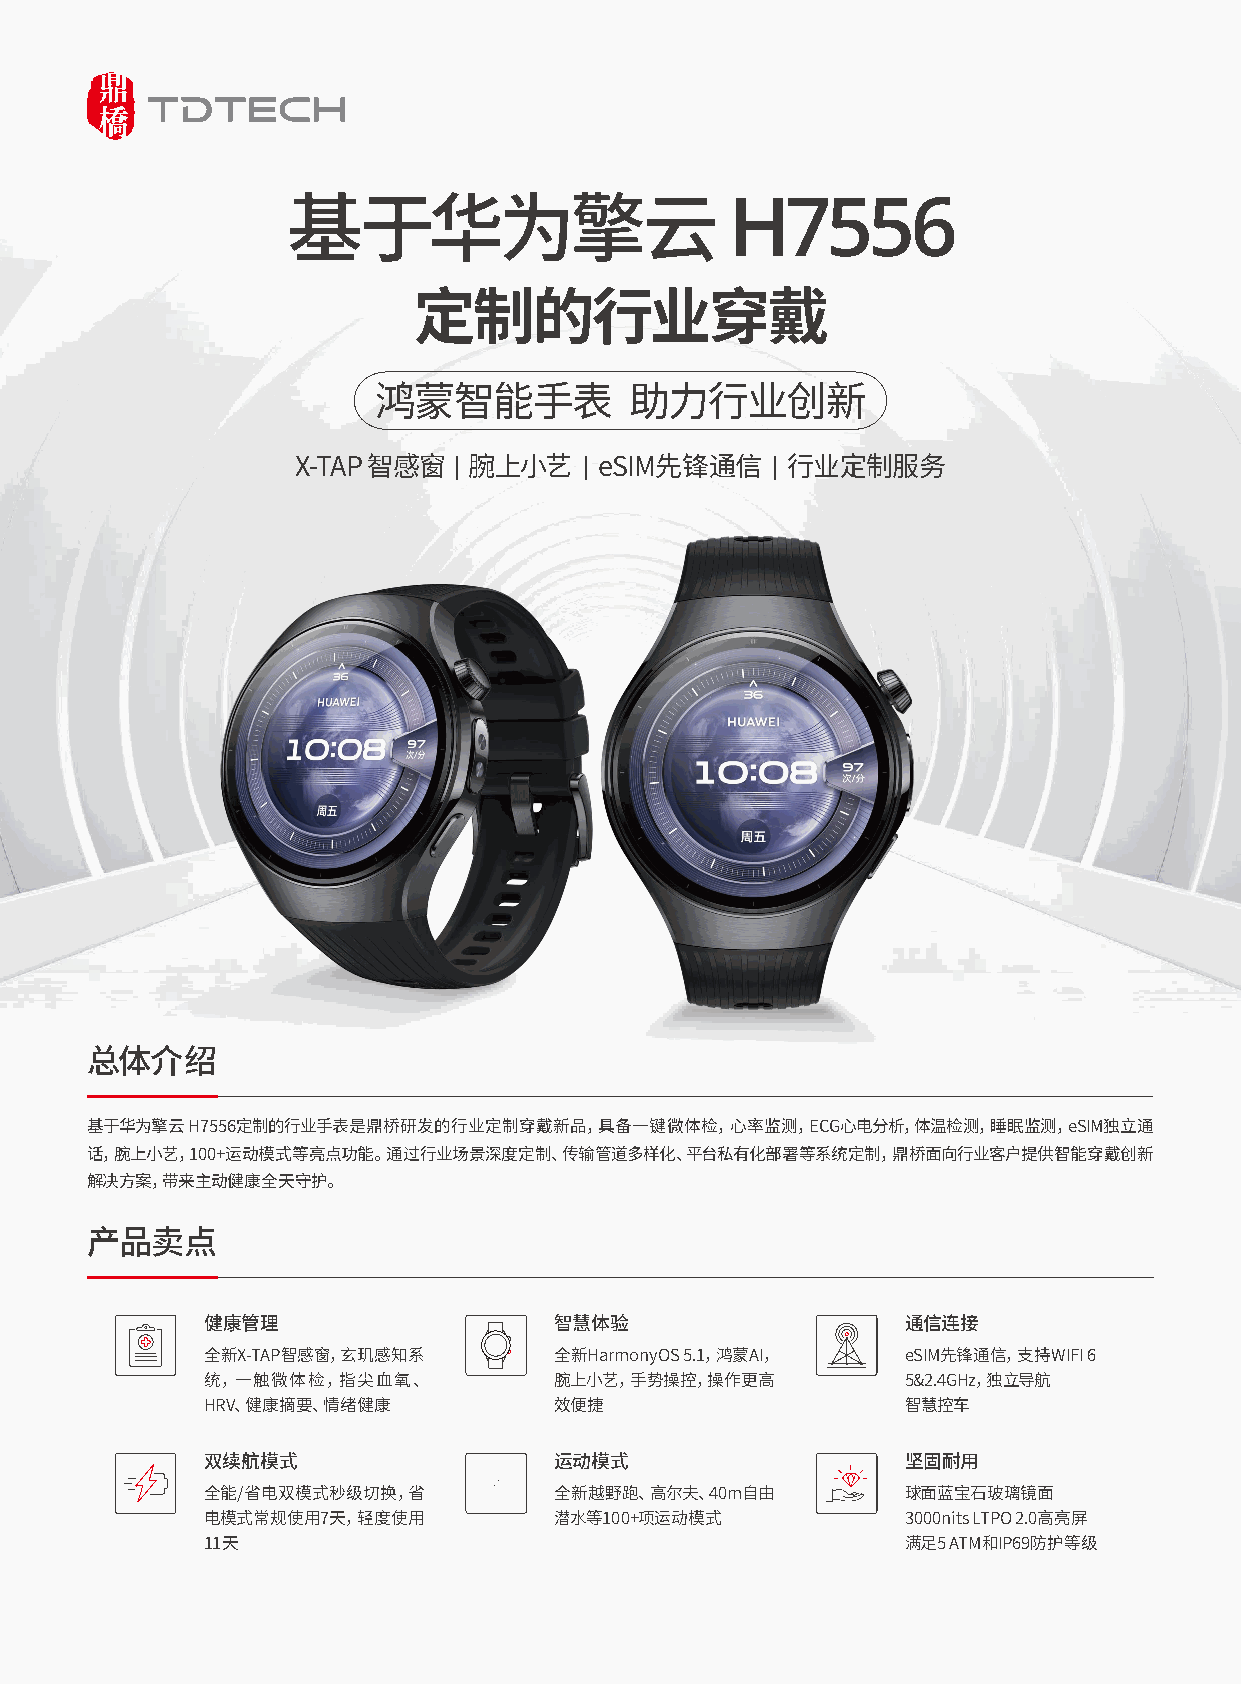 鼎橋 TDTECH
基于华为擎云 H7556
定制的行业穿戴
鸿蒙智能手表 助力行业创新
X-TAP 智感窗 | 腕上小艺 | eSIM先锋通信 | 行业定制服务
36
HUAWEI
10:08 97
次/分
周五
36
HUAWEI
10:08 97
次/分
周五
总体介绍
基于华为擎云 H7556定制的行业手表是鼎桥研发的行业定制穿戴新品，具备一键微体检，心率监测，ECG心电分析，体温检测，睡眠监测，eSIM独立通
话，腕上小艺，100+运动模式等亮点功能。通过行业场景深度定制、传输管道多样化、平台私有化部署等系统定制，鼎桥面向行业客户提供智能穿戴创新
解决方案，带来主动健康全天守护。
产品卖点
健康管理
全新X-TAP智感窗，玄玑感知系
统，一触微体检，指尖血氧、
HRV、健康摘要、情绪健康
智慧体验
全新HarmonyOS 5.1，鸿蒙AI，
腕上小艺，手势操控，操作更高
效便捷
通信连接
eSIM先锋通信，支持WIFI 6
5&2.4GHz，独立导航
智慧控车
双续航模式
全能/省电双模式秒级切换，省
电模式常规使用7天，轻度使用
11天
运动模式
全新越野跑、高尔夫、40m自由
潜水等100+项运动模式
坚固耐用
球面蓝宝石玻璃镜面
3000nits LTPO 2.0高亮屏
满足5 ATM和IP69防护等级